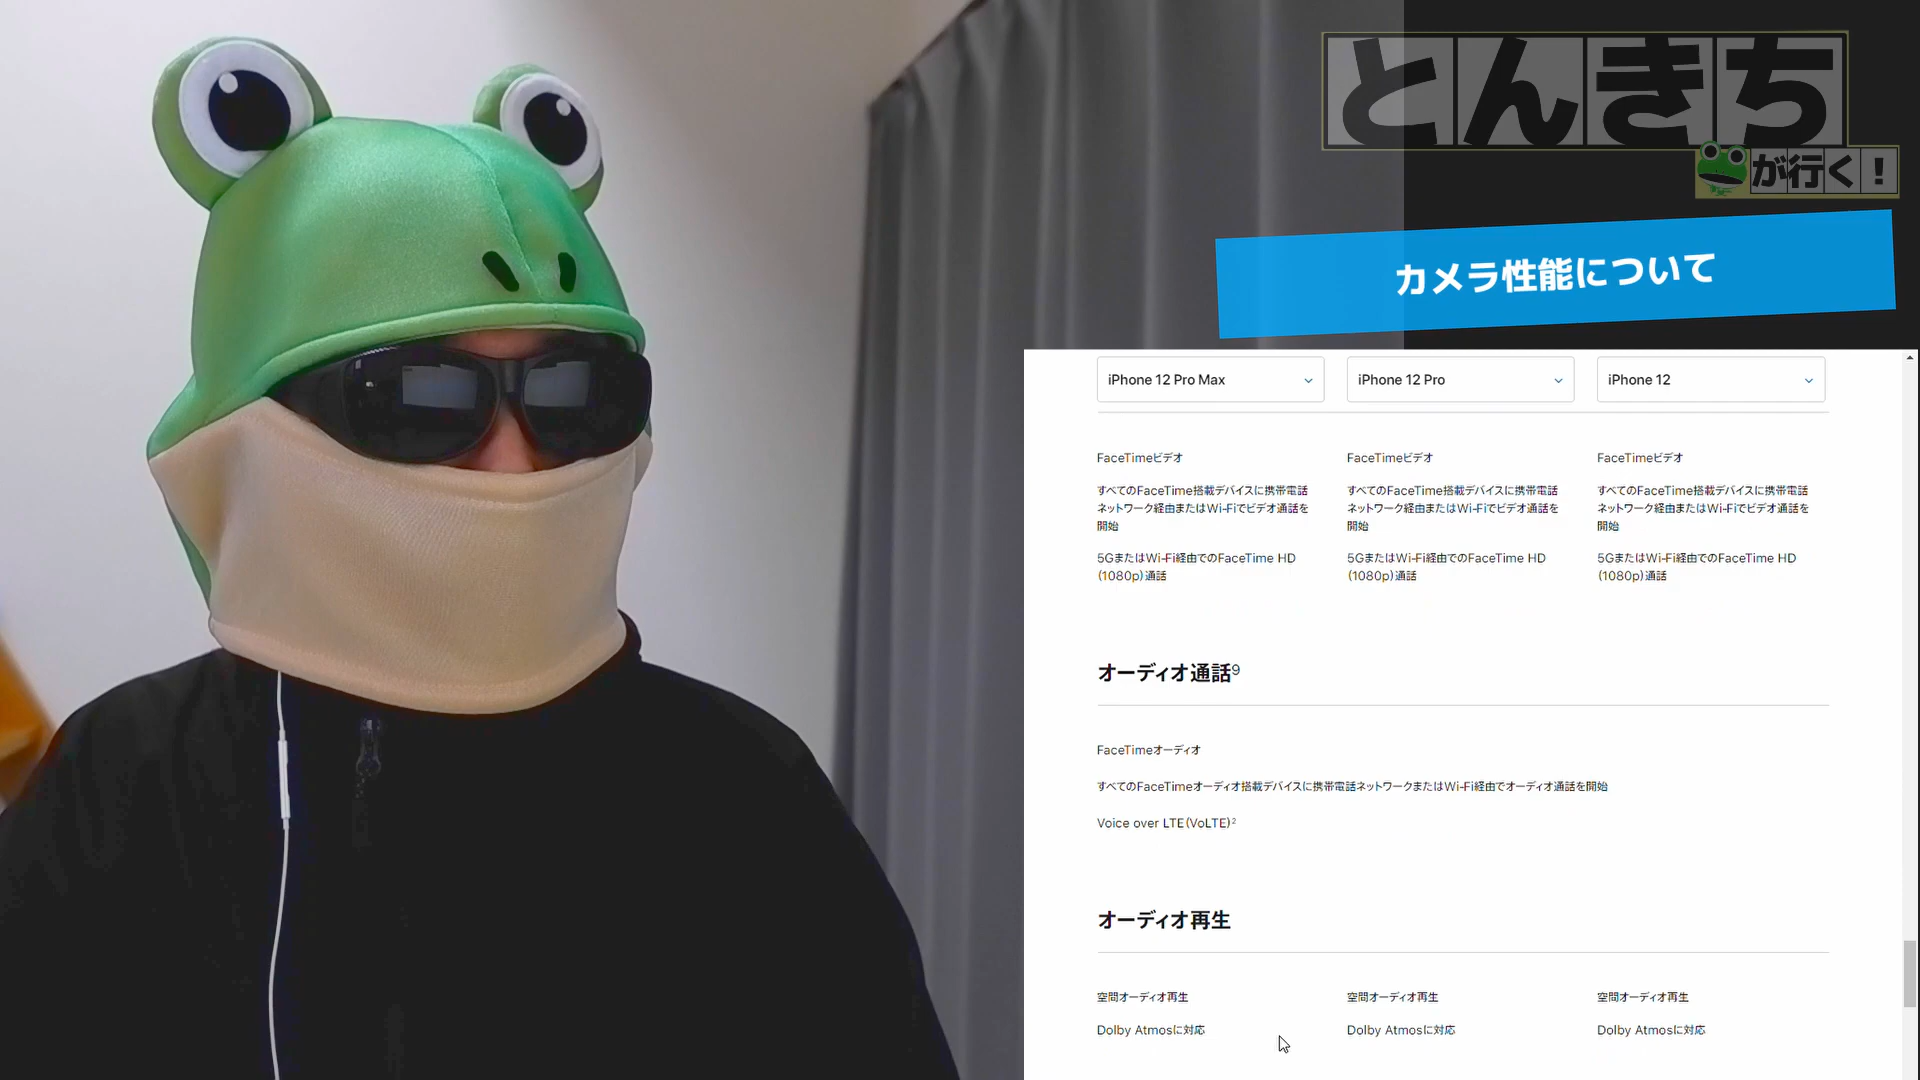 とんきち
が行く！
カメラ性能について
iPhone 12 Pro Max
iPhone 12 Pro
iPhone 12
FaceTimeビデオ
FaceTimeビデオ
FaceTimeビデオ
すべてのFaceTime搭載デバイスに携帯電話
ネットワーク経由またはWi-Fiでビデオ通話を
開始
すべてのFaceTime搭載デバイスに携帯電話
ネットワーク経由またはWi-Fiでビデオ通話を
開始
すべてのFaceTime搭載デバイスに携帯電話
ネットワーク経由またはWi-Fiでビデオ通話を
開始
5GまたはWi-Fi経由でのFaceTime HD
(1080p)通話
5GまたはWi-Fi経由でのFaceTime HD
(1080p)通話
5GまたはWi-Fi経由でのFaceTime HD
(1080p)通話
オーディオ通話9
FaceTimeオーディオ
すべてのFaceTimeオーディオ搭載デバイスに携帯電話ネットワークまたはWi-Fi経由でオーディオ通話を開始
Voice over LTE(VoLTE)2
オーディオ再生
空間オーディオ再生
空間オーディオ再生
空間オーディオ再生
Dolby Atmosに対応
Dolby Atmosに対応
Dolby Atmosに対応